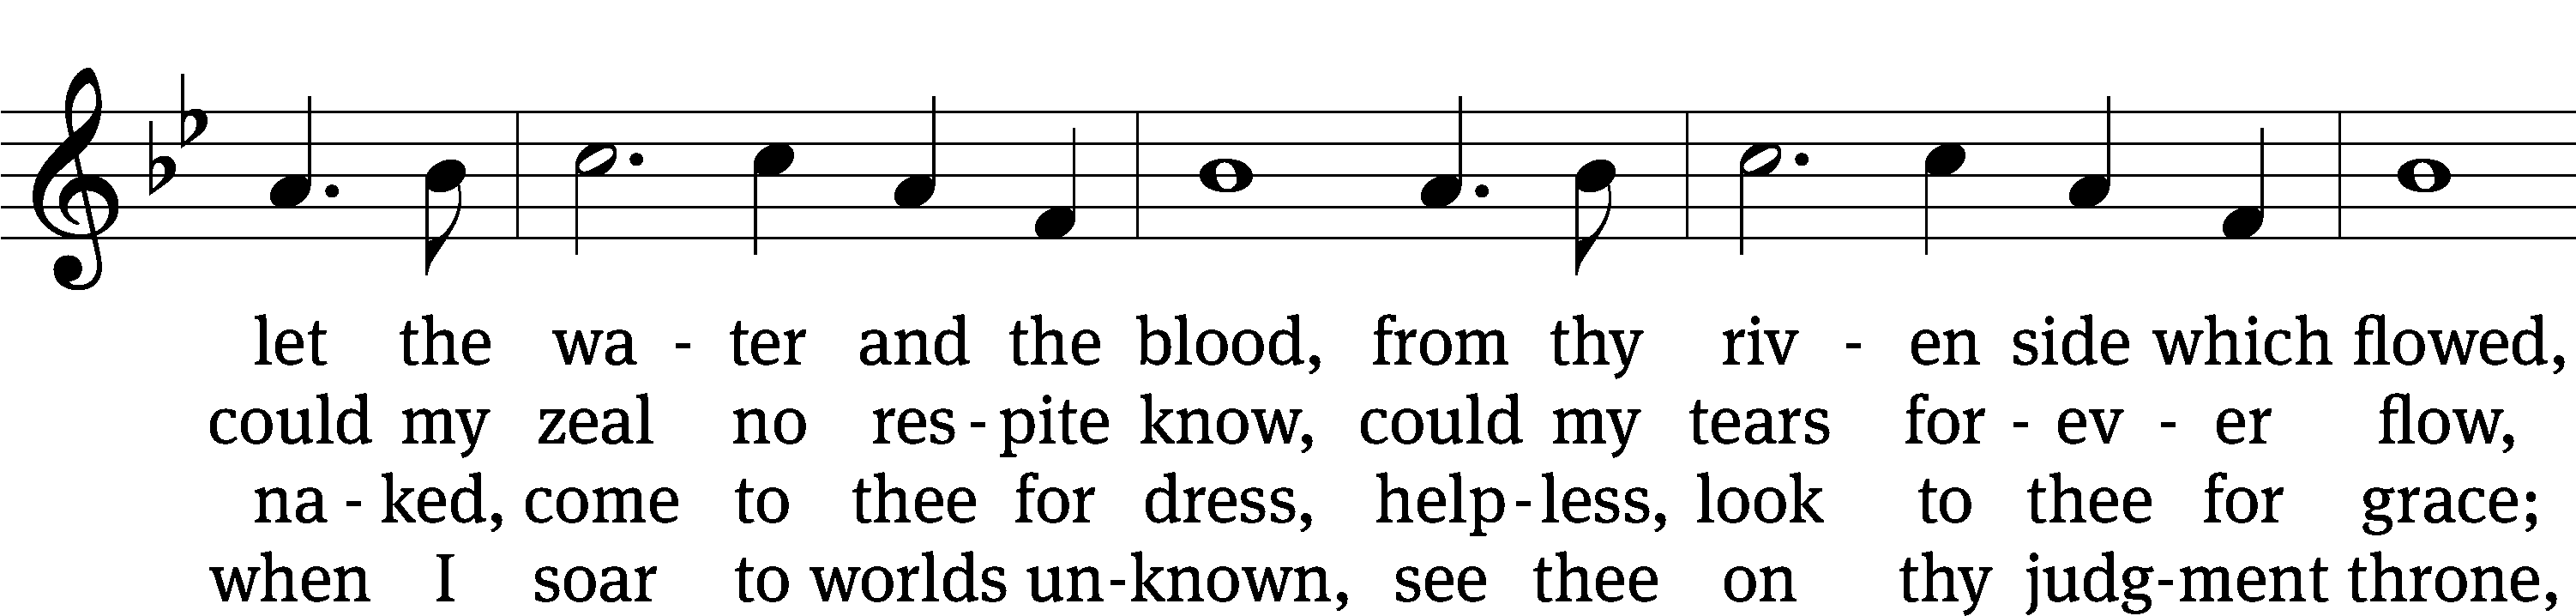 let the wa - ter and the blood, from thy riv - en side which flowed,
could my zeal no res - pite know, could my tears for - ev - er flow,
na - ked, come to thee for dress, help - less, look to thee for grace;
when I soar to worlds un - known, see thee on thy judg - ment throne,